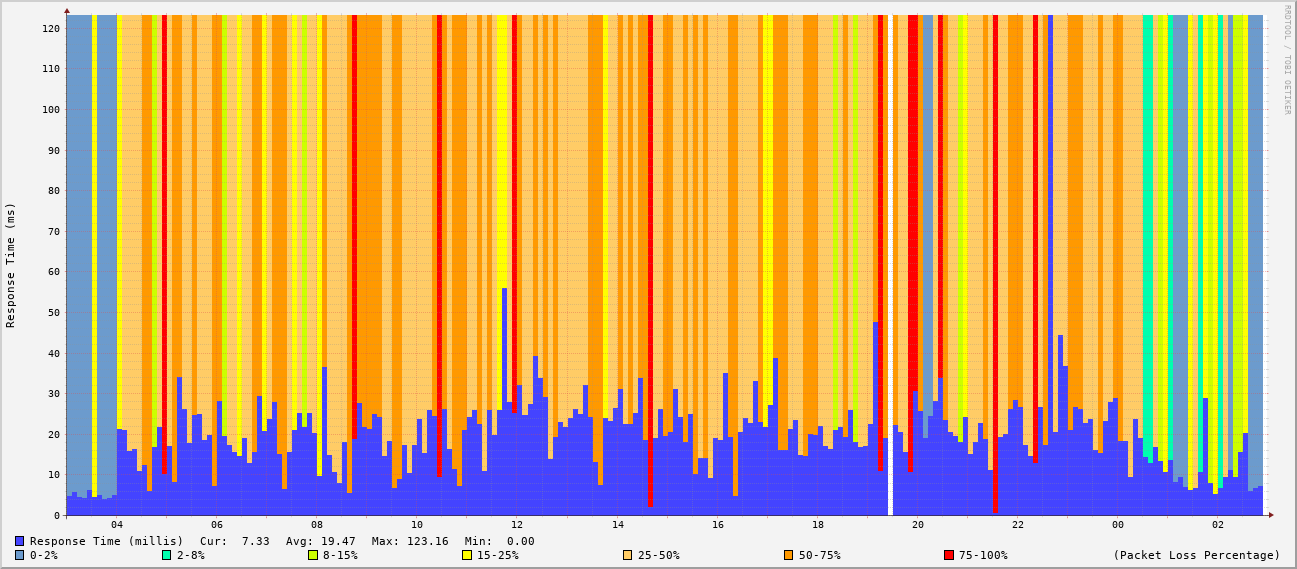 RRDTOOL / TOBI OETIKER
Response Time (ms)
120
110
100
90
80
70
60
50
40
30
20
10
0
04 06 08 10 12 14 16 18 20 22 00 02
Response Time (millis) Cur: 7.33 Avg: 19.47 Max: 123.16 Min: 0.00
0-2% 2-8% 8-15% 15-25% 25-50% 50-75% 75-100% (Packet Loss Percentage)